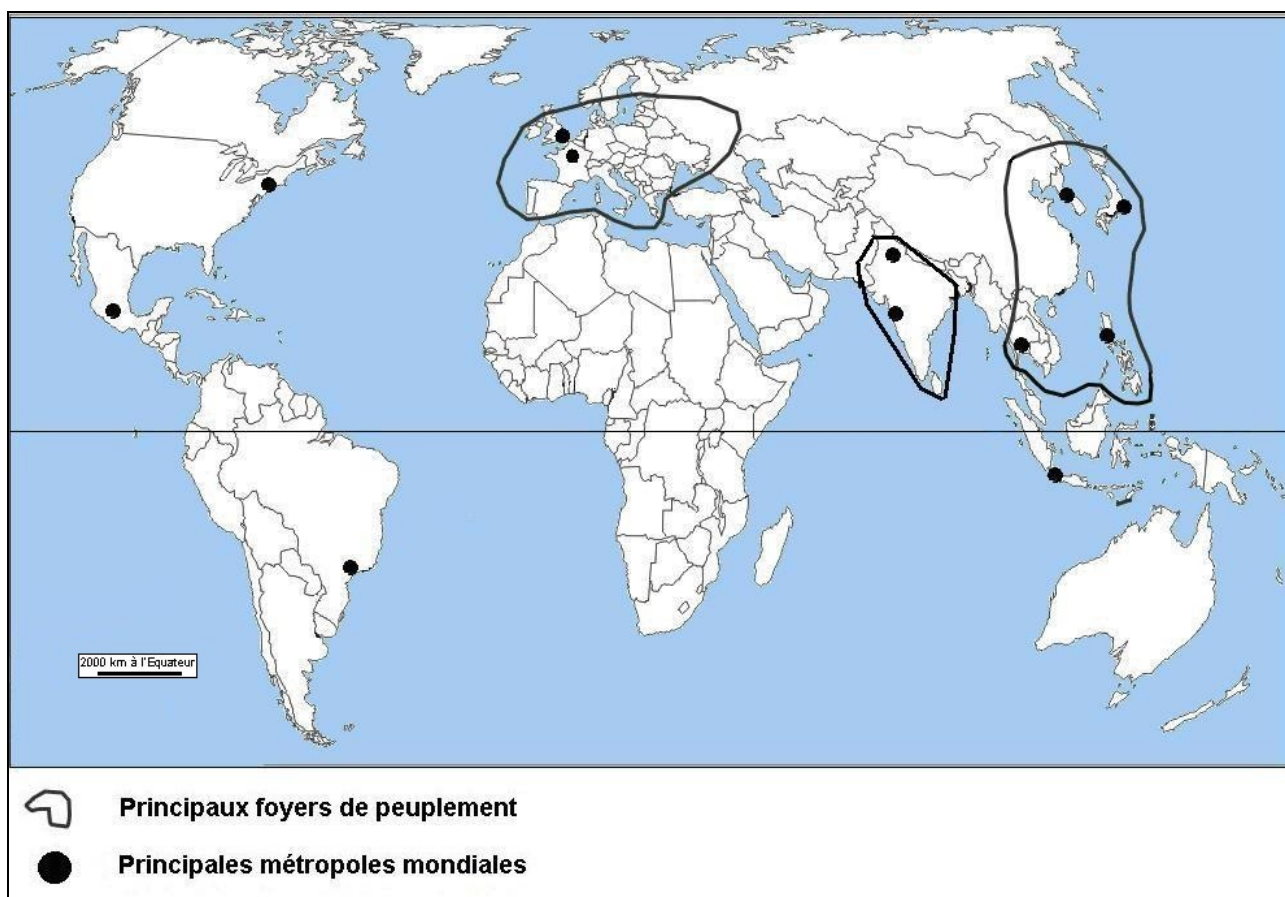 2000 km à l'Equateur
Principaux foyers de peuplement
Principales métropoles mondiales